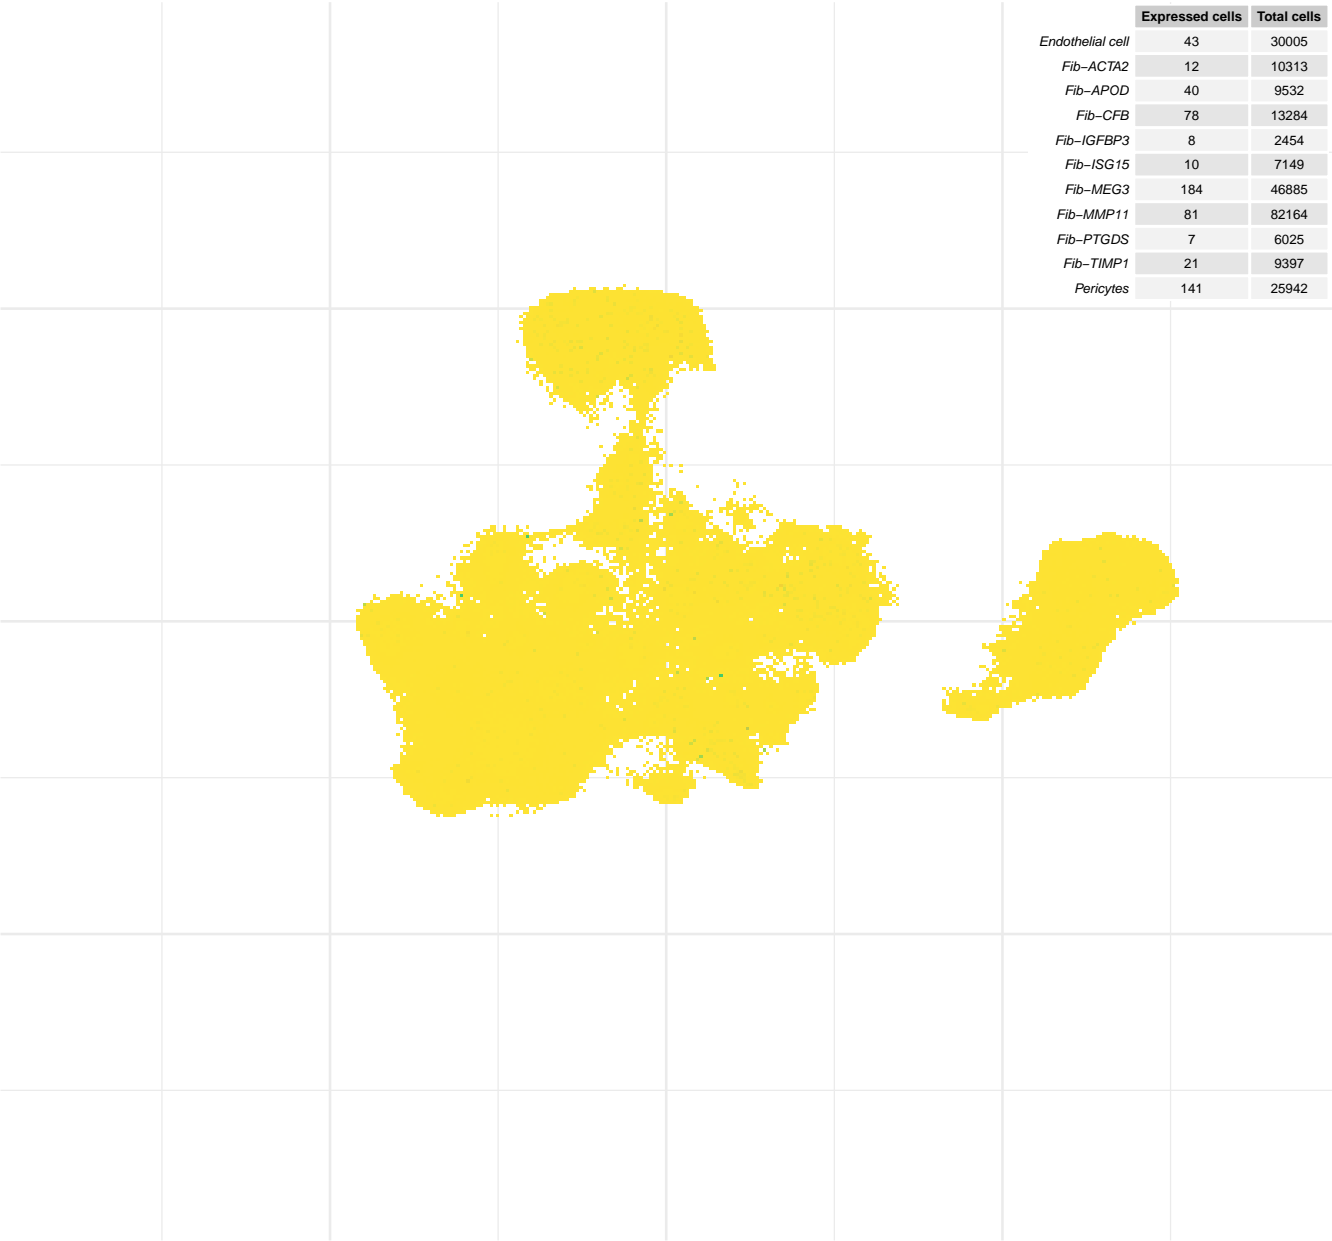 Expressed cells Total cells
Endothelial cell 43 30005
Fib−ACTA2 12 10313
Fib−APOD 40 9532
Fib−CFB 78 13284
Fib−IGFBP3 8 2454
Fib−ISG15 10 7149
Fib−MEG3 184 46885
Fib−MMP11 81 82164
Fib−PTGDS 7 6025
Fib−TIMP1 21 9397
Pericytes 141 25942